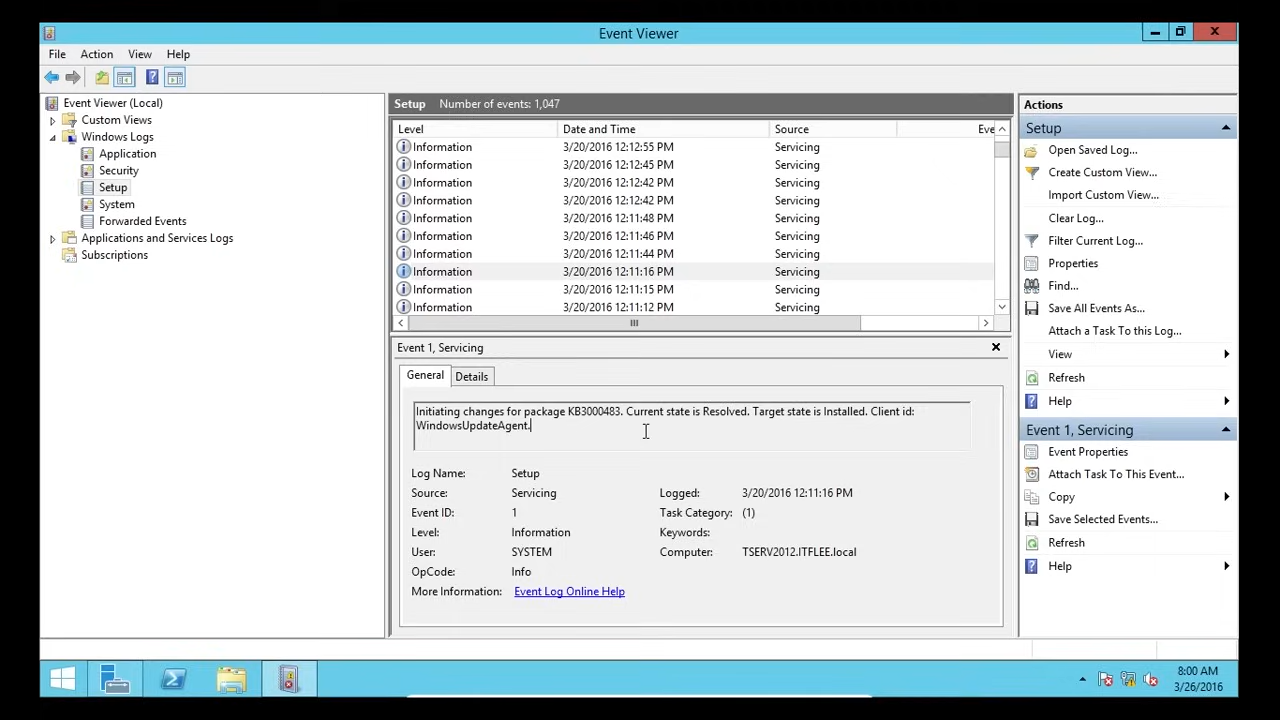 Event Viewer
File Action View Help
Event Viewer (Local)
Custom Views
Windows Logs
Application
Security
Setup
System
Forwarded Events
Applications and Services Logs
Subscriptions
Setup Number of events: 1,047
Level Date and Time Source Eve
Information 3/20/2016 12:12:55 PM Servicing
Information 3/20/2016 12:12:45 PM Servicing
Information 3/20/2016 12:12:42 PM Servicing
Information 3/20/2016 12:12:42 PM Servicing
Information 3/20/2016 12:11:48 PM Servicing
Information 3/20/2016 12:11:46 PM Servicing
Information 3/20/2016 12:11:44 PM Servicing
Information 3/20/2016 12:11:16 PM Servicing
Information 3/20/2016 12:11:15 PM Servicing
Information 3/20/2016 12:11:12 PM Servicing
Event 1, Servicing
General Details
Initiating changes for package KB3000483. Current state is Resolved. Target state is Installed. Client id:
WindowsUpdateAgent.
Log Name: Setup
Source: Servicing Logged: 3/20/2016 12:11:16 PM
Event ID: 1 Task Category: (1)
Level: Information Keywords:
User: SYSTEM Computer: TSERV2012.ITFLEE.local
OpCode: Info
More Information: Event Log Online Help
Actions
Setup
Open Saved Log...
Create Custom View...
Import Custom View...
Clear Log...
Filter Current Log...
Properties
Find...
Save All Events As...
Attach a Task To this Log...
View
Refresh
Help
Event 1, Servicing
Event Properties
Attach Task To This Event...
Copy
Save Selected Events...
Refresh
Help
8:00 AM
3/26/2016